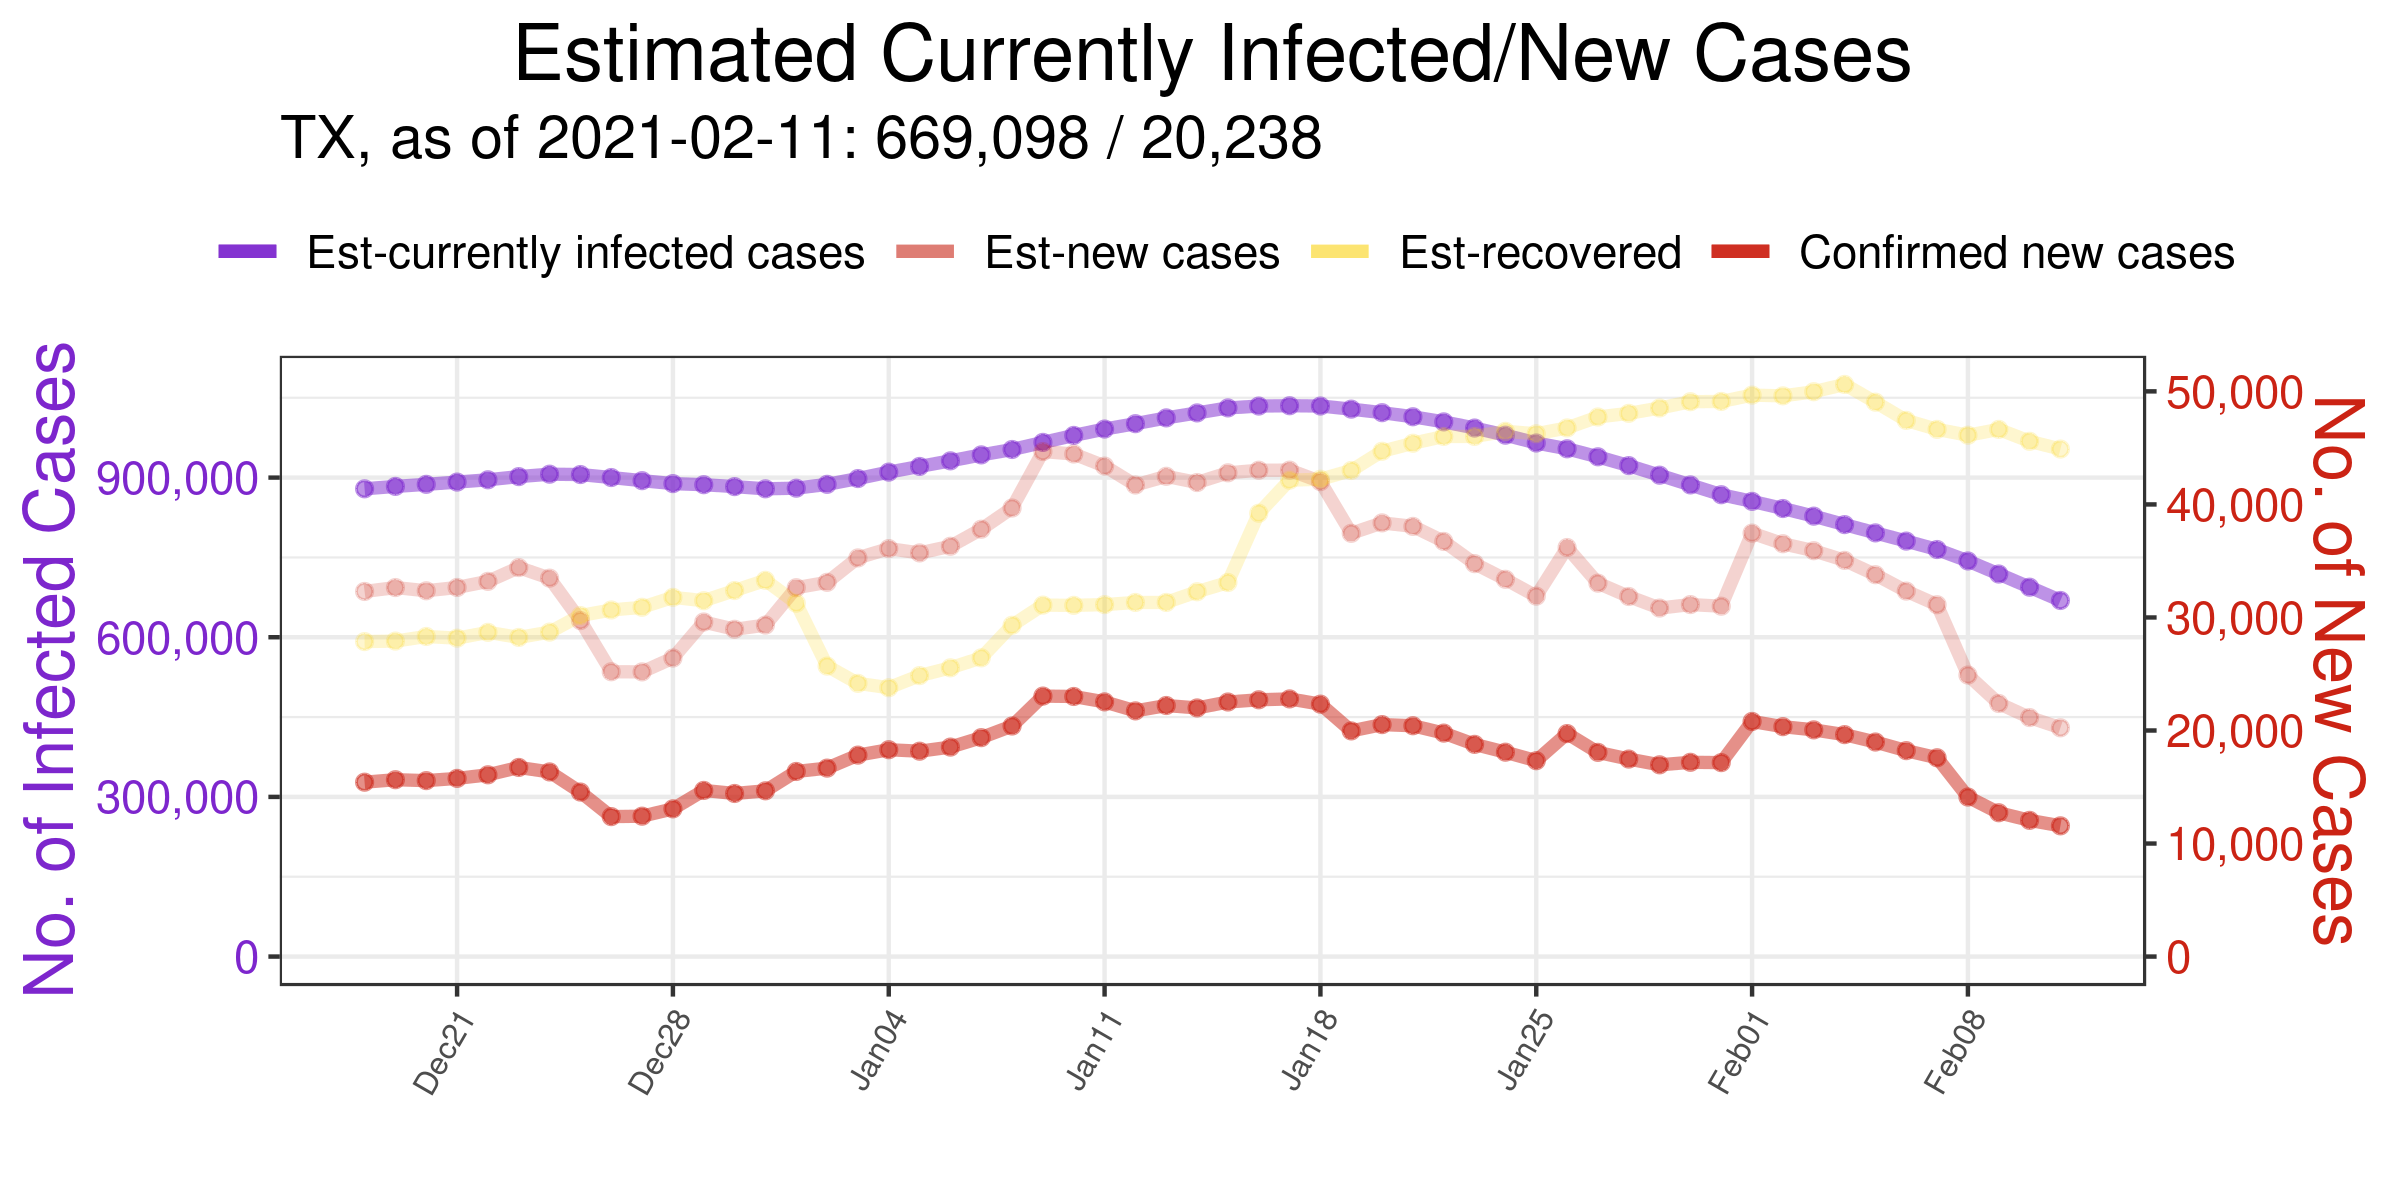 Estimated Currently Infected/New Cases
TX, as of 2021-02-11: 669,098 / 20,238
Est-currently infected cases Est-new cases Est-recovered Confirmed new cases
No. of Infected Cases
900,000
600,000
300,000
0
50,000
40,000
30,000
20,000
10,000
0
No. of New Cases
Dec21 Dec28 Jan04 Jan11 Jan18 Jan25 Feb01 Feb08